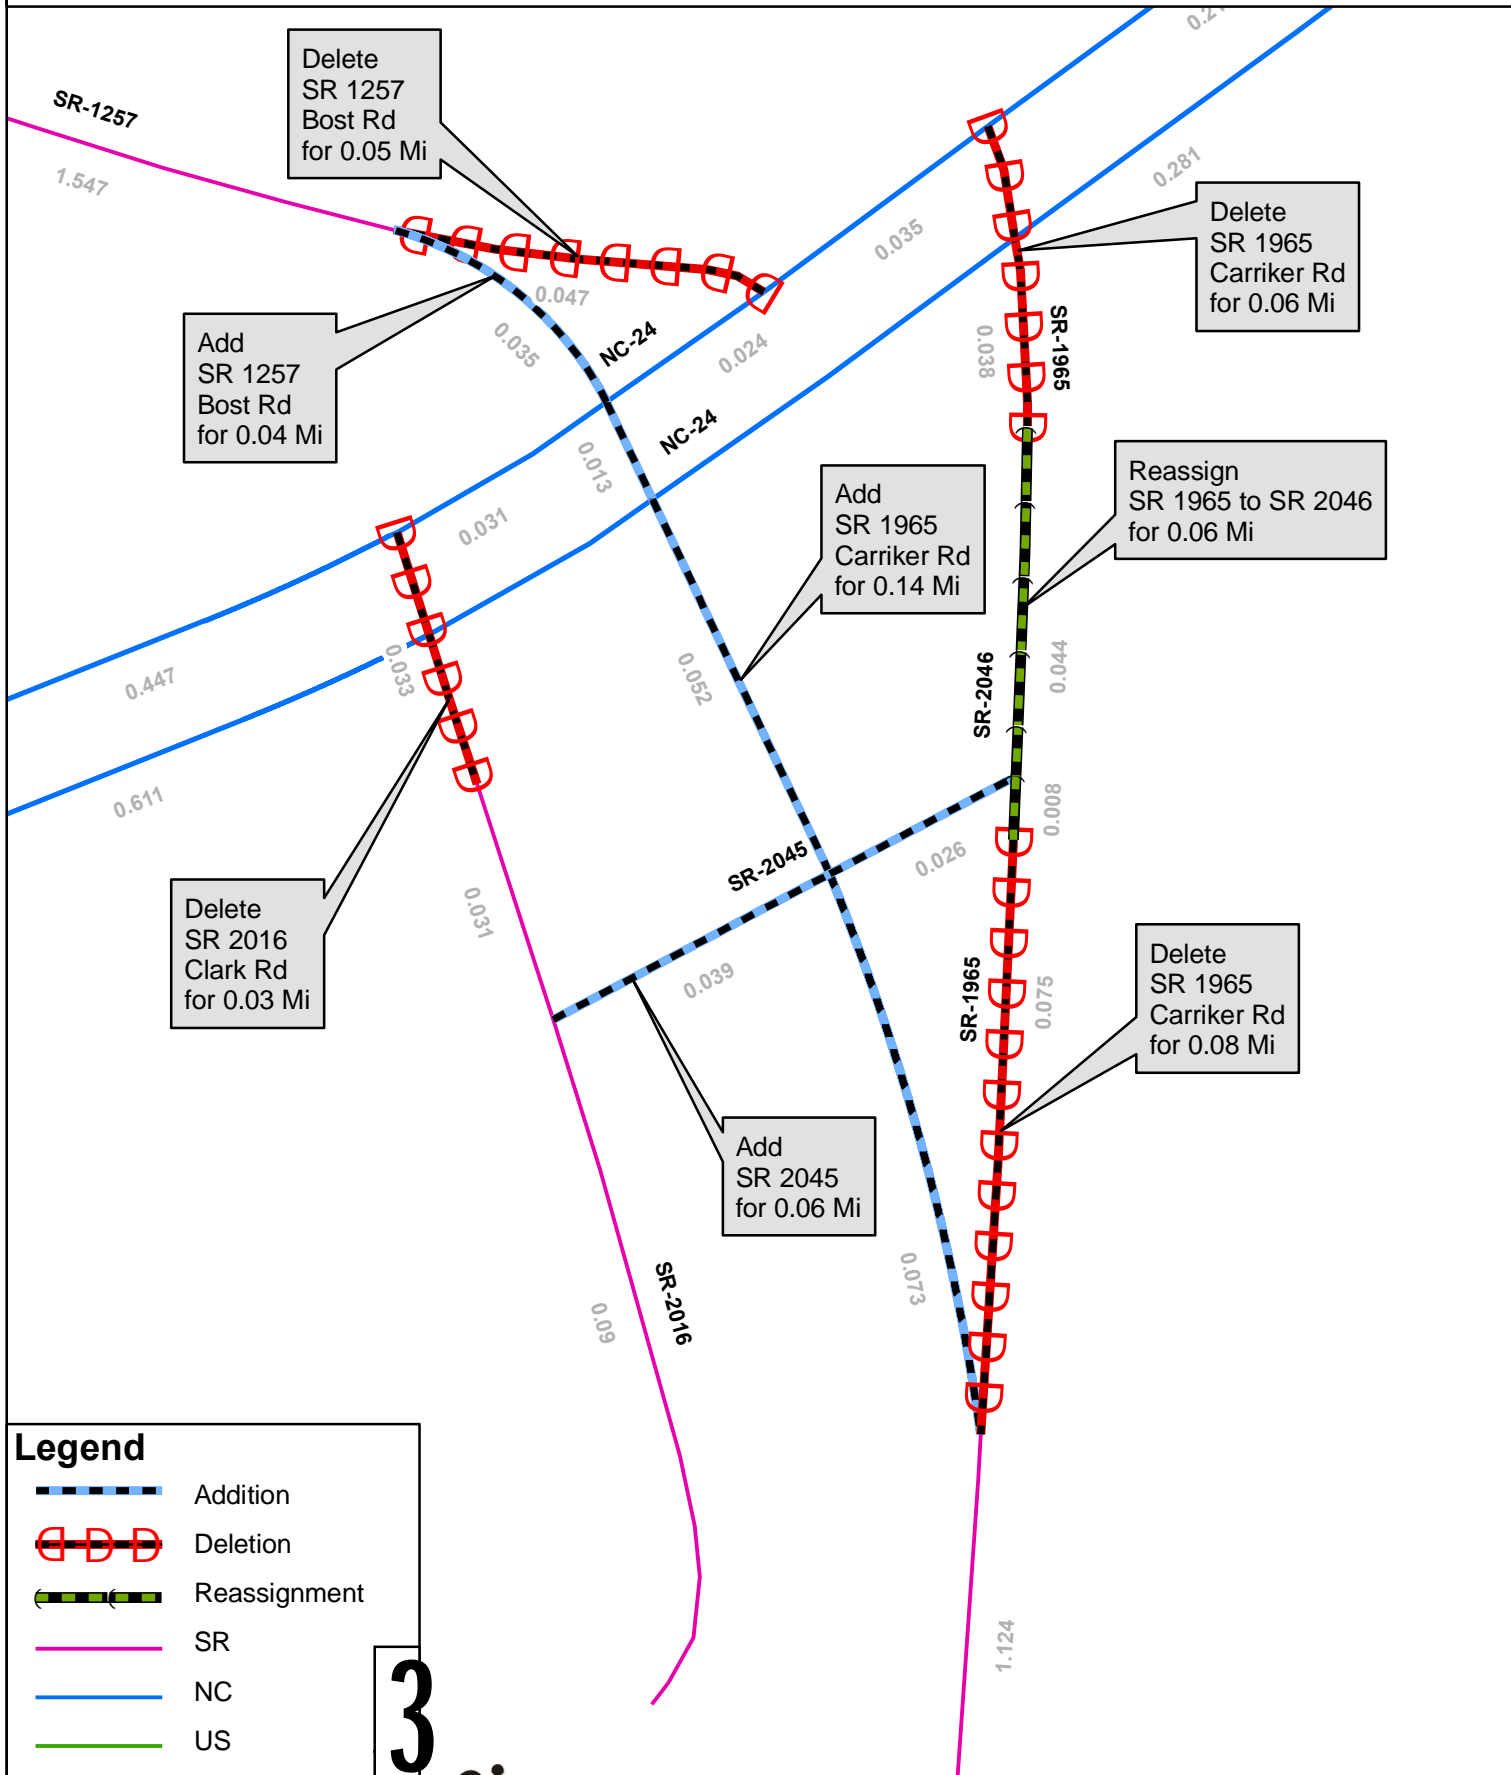 0.281
SR-1257
1.547
Delete
SR 1257
Bost Rd
for 0.05 Mi
0.035
Delete
SR 1965
Carriker Rd
for 0.06 Mi
0.047
0.035
NC-24
0.024
0.038
SR-1965
Add
SR 1257
Bost Rd
for 0.04 Mi
NC-24
0.013
0.031
Add
SR 1965
Carriker Rd
for 0.14 Mi
Reassign
SR 1965 to SR 2046
for 0.06 Mi
0.447
0.033
0.052
SR-2046
0.044
0.611
0.008
SR-2045
0.026
Delete
SR 2016
Clark Rd
for 0.03 Mi
0.031
0.039
SR-1965
0.075
Delete
SR 1965
Carriker Rd
for 0.08 Mi
Add
SR 2045
for 0.06 Mi
0.073
SR-2016
0.09
1.124
Legend
Addition
Deletion
Reassignment
SR
NC
US
3